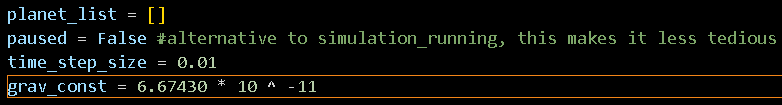 planet_list = []
paused = False #alternative to simulation_running, this makes it less tedious
time_step_size = 0.01
grav_const = 6.67430 * 10 ^ -11